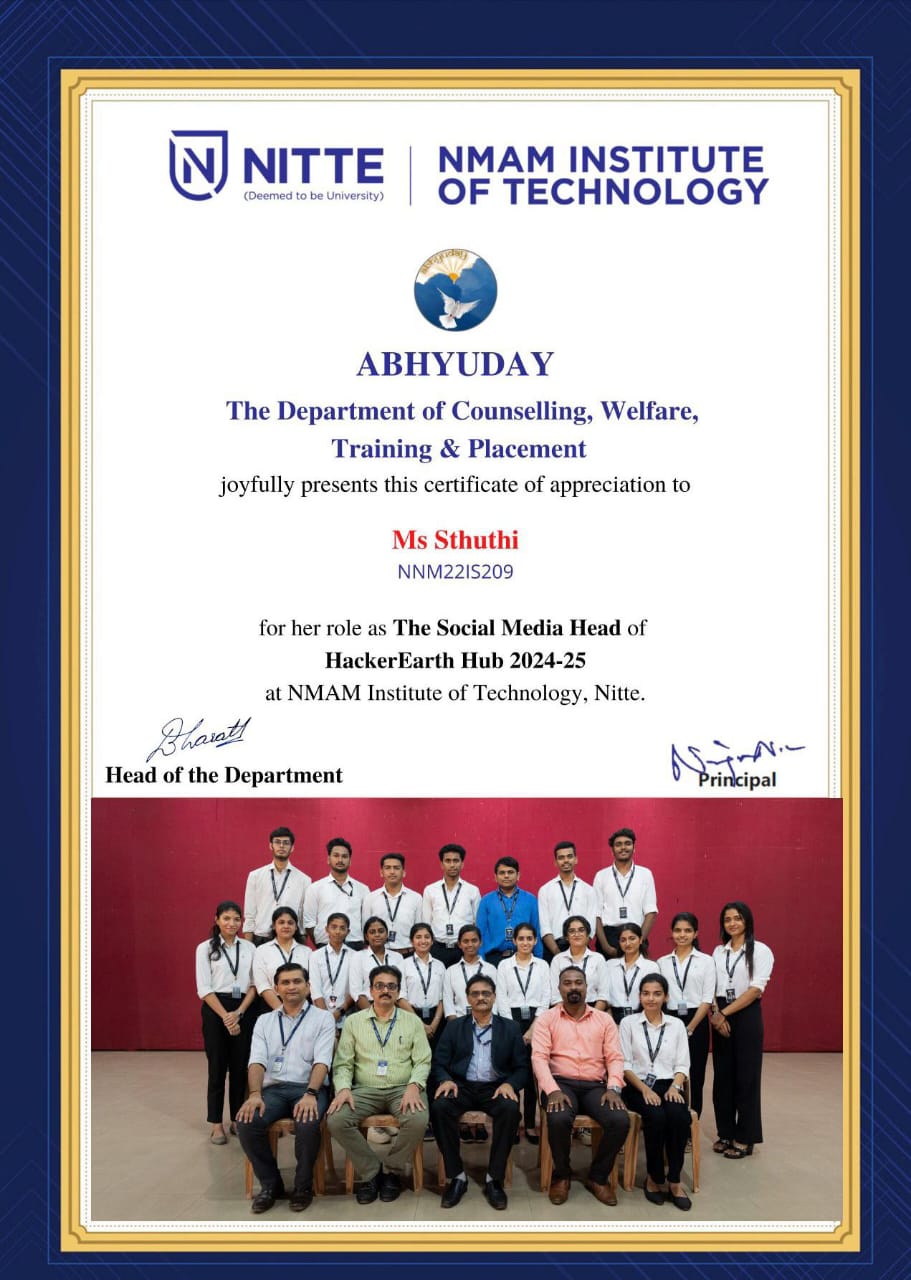 NITTE
(Deemed to be University)
NMAM INSTITUTE
OF TECHNOLOGY
abhyuday
ABHYUDAY
The Department of Counselling, Welfare,
Training & Placement
joyfully presents this certificate of appreciation to
Ms Sthuthi
NNM22IS209
for her role as The Social Media Head of
HackerEarth Hub 2024-25
at NMAM Institute of Technology, Nitte.
Bharath
Head of the Department
Principal